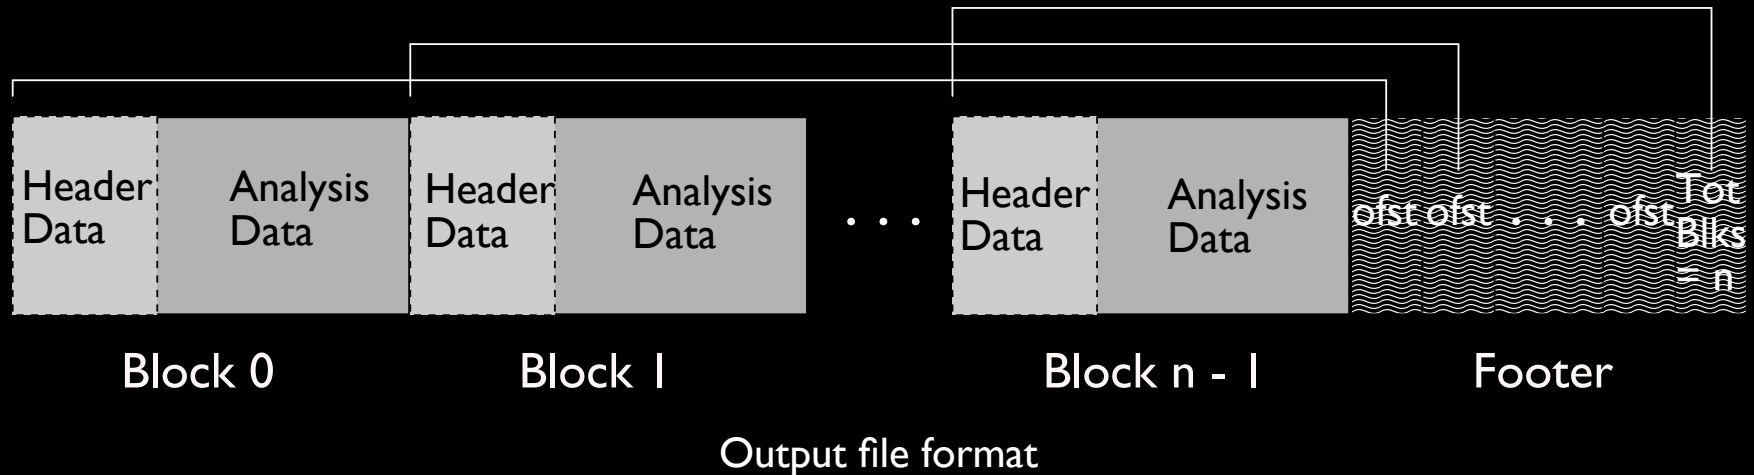 Header
Data
Analysis
Data
Header
Data
Analysis
Data
. . .
Header
Data
Analysis
Data
ofst
ofst
. . .
ofst
Tot
Blks
= n
Block 0
Block 1
Block n - 1
Footer
Output file format